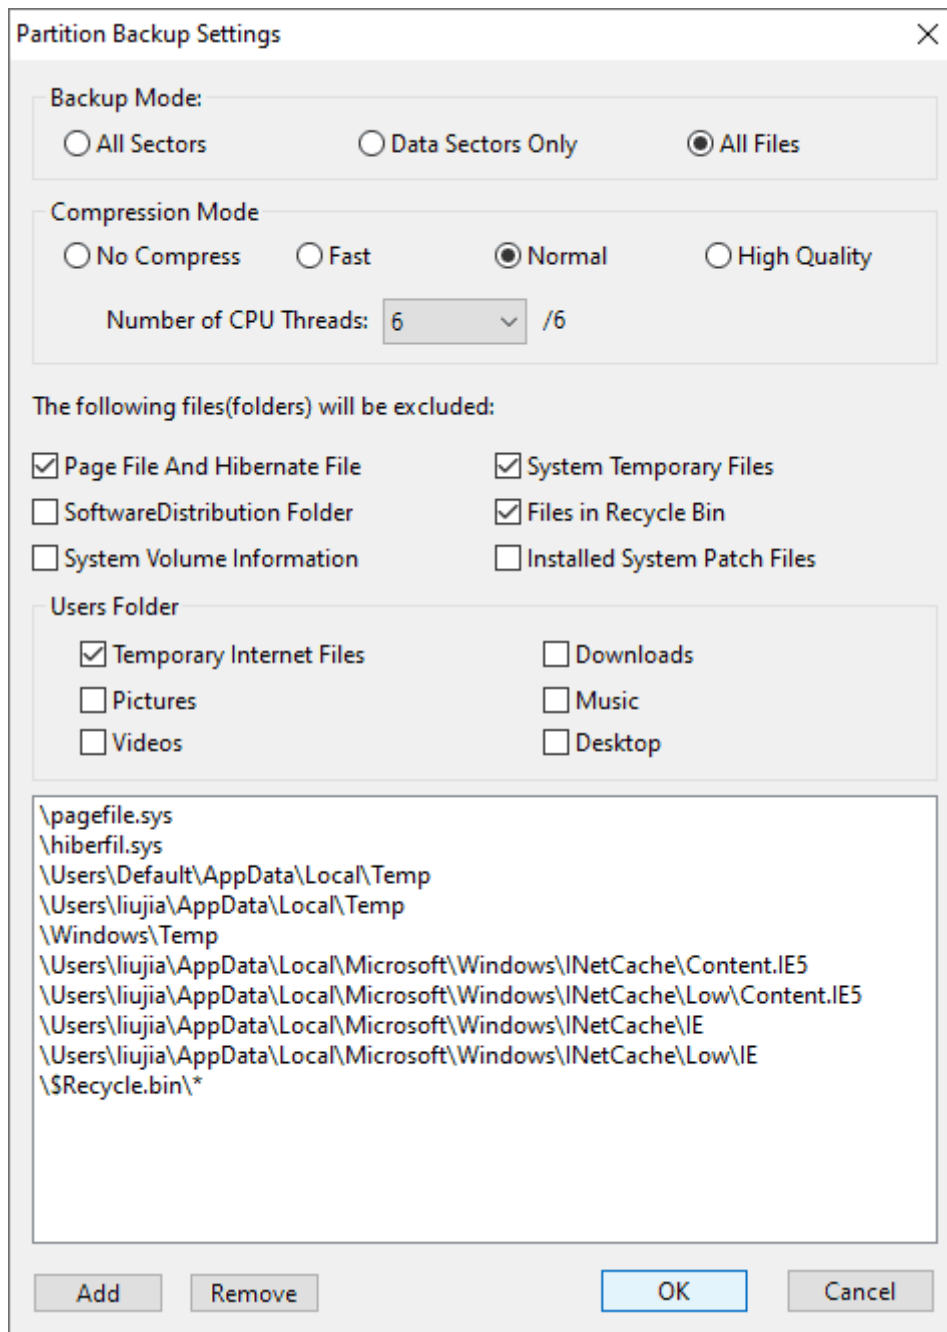 Partition Backup Settings
Backup Mode:
All Sectors Data Sectors Only All Files
Compression Mode
No Compress Fast Normal High Quality
Number of CPU Threads: 6 /6
The following files(folders) will be excluded:
Page File And Hibernate File System Temporary Files
SoftwareDistribution Folder Files in Recycle Bin
System Volume Information Installed System Patch Files
Users Folder
Temporary Internet Files Downloads
Pictures Music
Videos Desktop
\pagefile.sys
\hiberfil.sys
\Users\Default\AppData\Local\Temp
\Users\liujia\AppData\Local\Temp
\Windows\Temp
\Users\liujia\AppData\Local\Microsoft\Windows\INetCache\Content.IE5
\Users\liujia\AppData\Local\Microsoft\Windows\INetCache\Low\Content.IE5
\Users\liujia\AppData\Local\Microsoft\Windows\INetCache\IE
\Users\liujia\AppData\Local\Microsoft\Windows\INetCache\Low\IE
\$Recycle.bin\*
Add Remove OK Cancel